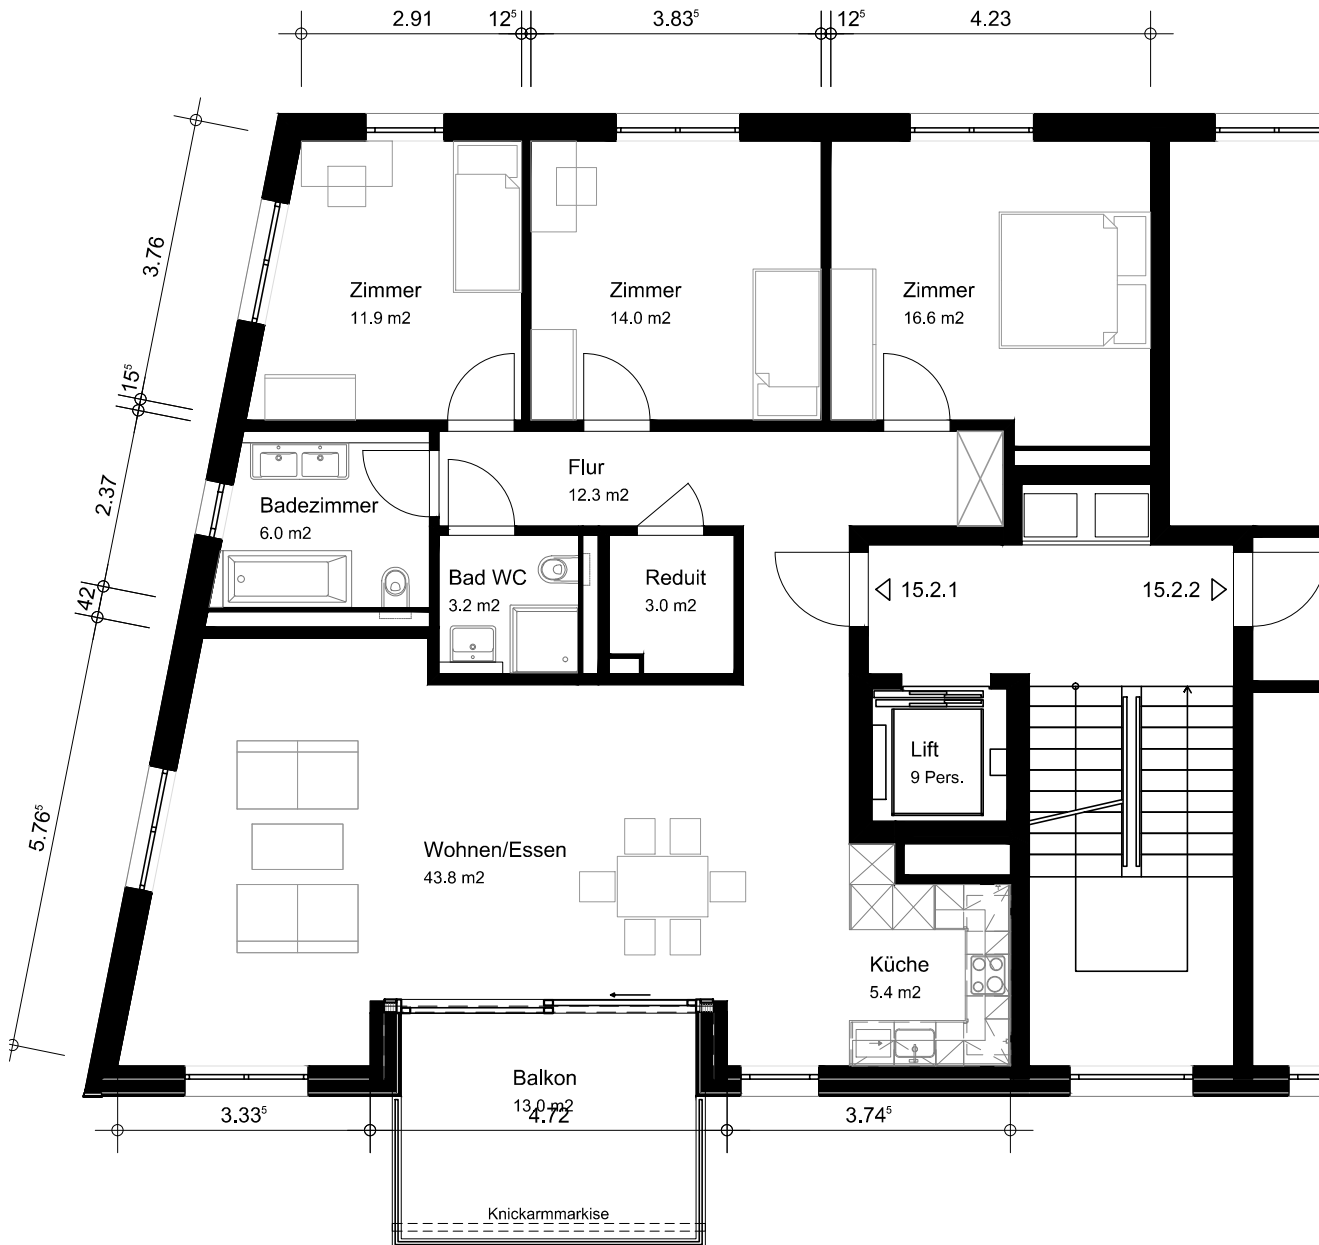 2.91 12⁵ 3.83⁵ 12⁵ 4.23
3.76
15⁵
2.37
42
5.76⁵
Zimmer
11.9 m2
Zimmer
14.0 m2
Zimmer
16.6 m2
Flur
12.3 m2
Badezimmer
6.0 m2
Bad WC
3.2 m2
Reduit
3.0 m2
15.2.1
15.2.2
Lift
9 Pers.
Wohnen/Essen
43.8 m2
Küche
5.4 m2
Balkon
13.0 m2
3.33⁵ 4.72 3.74⁵
Knickarmmarkise